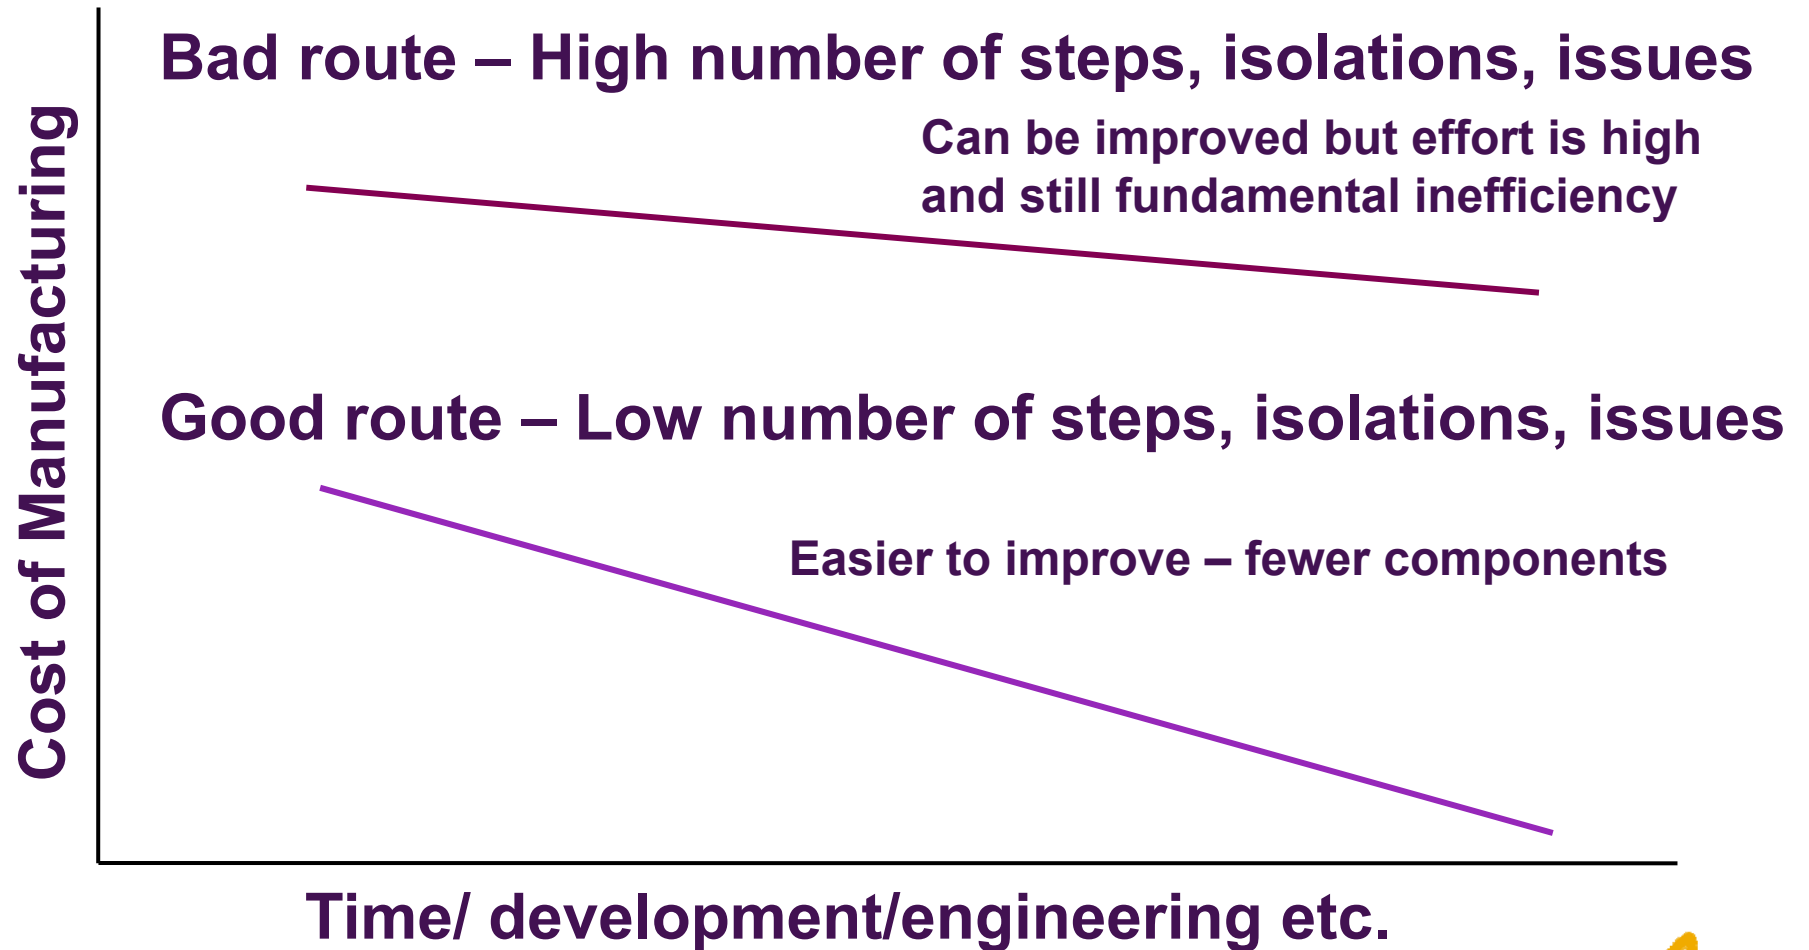 Bad route – High number of steps, isolations, issues
Can be improved but effort is high
and still fundamental inefficiency
Cost of Manufacturing
Good route – Low number of steps, isolations, issues
Easier to improve – fewer components
Time/ development/engineering etc.